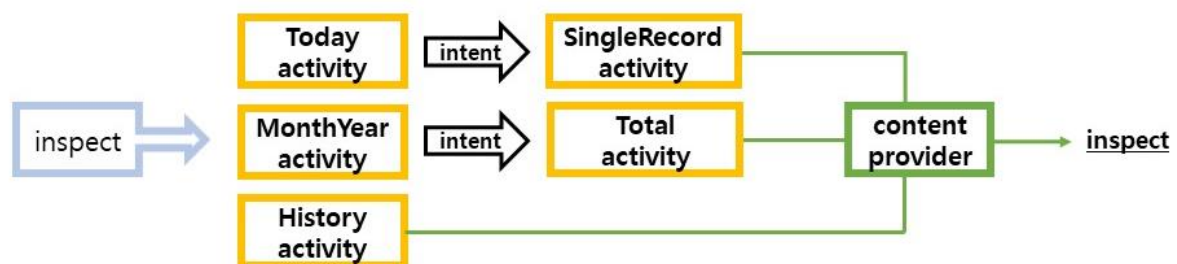 Today
activity
intent
SingleRecord
activity
inspect
MonthYear
activity
intent
Total
activity
content
provider
inspect
History
activity